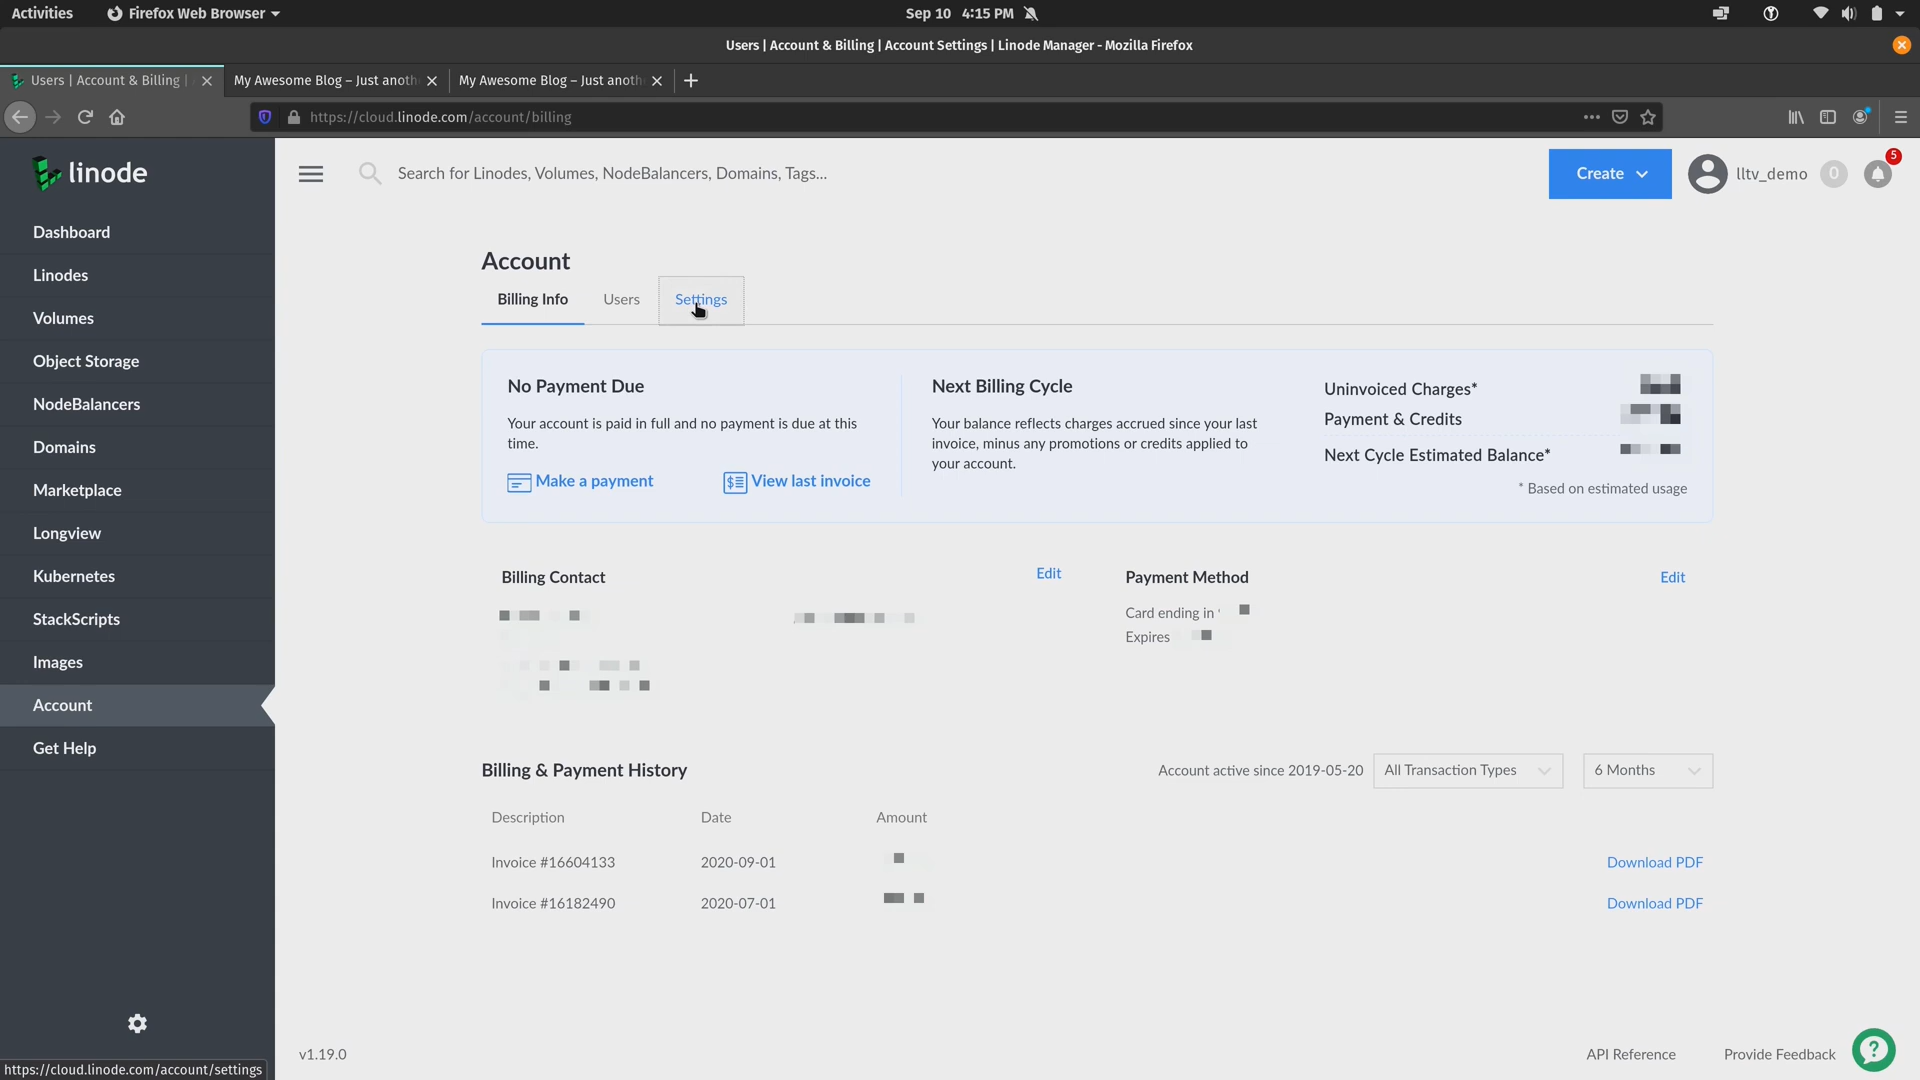 Activities
Firefox Web Browser
Sep 10 4:15 PM
Users | Account & Billing | Account Settings | Linode Manager - Mozilla Firefox
Users | Account & Billing |
My Awesome Blog – Just anoth
My Awesome Blog – Just anoth
https://cloud.linode.com/account/billing
linode
Search for Linodes, Volumes, NodeBalancers, Domains, Tags...
Create
lltv_demo
0
5
Dashboard
Linodes
Volumes
Object Storage
NodeBalancers
Domains
Marketplace
Longview
Kubernetes
StackScripts
Images
Account
Get Help
Account
Billing Info
Users
Settings
No Payment Due
Your account is paid in full and no payment is due at this
time.
Make a payment
View last invoice
Next Billing Cycle
Your balance reflects charges accrued since your last
invoice, minus any promotions or credits applied to
your account.
Uninvoiced Charges*
Payment & Credits
Next Cycle Estimated Balance*
* Based on estimated usage
Billing Contact
Edit
Payment Method
Edit
Card ending in
Expires
Billing & Payment History
Account active since 2019-05-20
All Transaction Types
6 Months
Description Date Amount
Invoice #16604133 2020-09-01 Download PDF
Invoice #16182490 2020-07-01 Download PDF
v1.19.0
API Reference
Provide Feedback
?
https://cloud.linode.com/account/settings